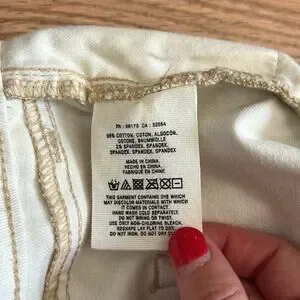 RN : 89170 CA : 32054
98% COTTON, COTON, ALGODÓN,
COTONE, BAUMWOLLE
2% SPANDEX, SPANDEX,
SPANDEX, SPANDEX, SPANDEX
MADE IN CHINA,
HECHO EN CHINA,
FABRIQUÉ EN CHINE
THIS GARMENT CONTAINS DYE WHICH
MAY DISCOLOR MATERIALS WITH WHICH
IT COMES IN CONTACT.
HAND WASH COLD SEPARATELY.
DO NOT WRING OR TWIST.
USE ONLY NON-CHLORINE BLEACH.
RESHAPE LAY FLAT TO DRY.
DO NOT IRON. DO NOT DRY